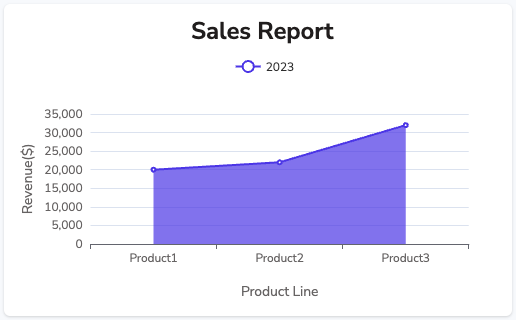 Sales Report
2023
Revenue($)
35,000
30,000
25,000
20,000
15,000
10,000
5,000
0
Product1 Product2 Product3
Product Line